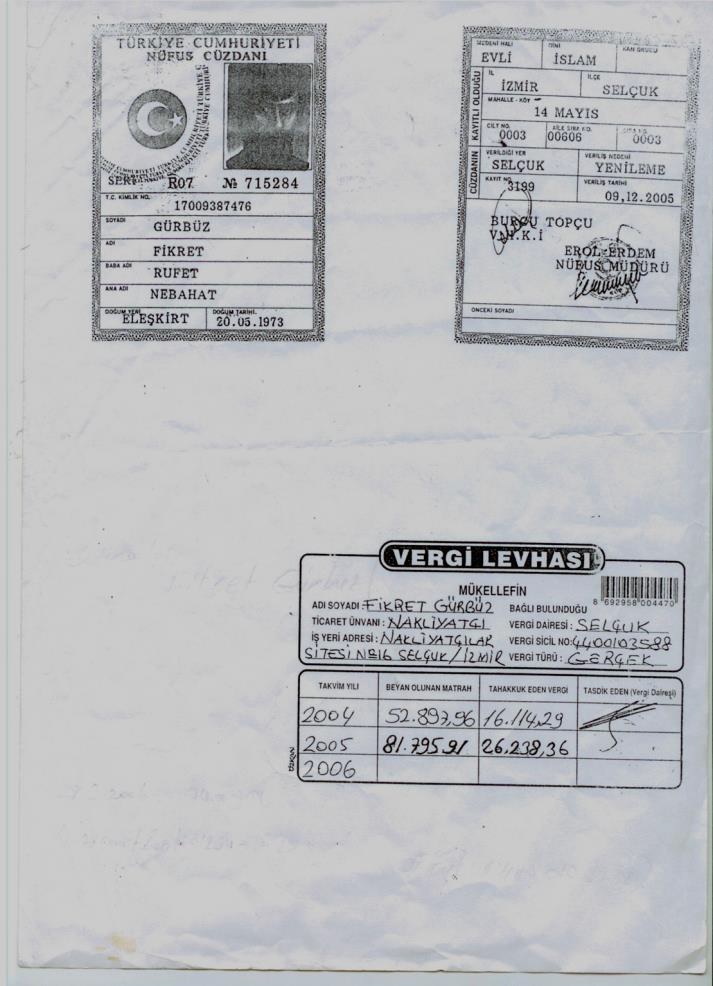 TÜRKİYE CUMHURİYETİ
NÜFUS CÜZDANI
SERİ R07 № 715284
T.C. KİMLİK NO. 17009387476
SOYADI GÜRBÜZ
ADI FİKRET
BABA ADI RUFET
ANA ADI NEBAHAT
DOĞUM YERİ ELEŞKİRT DOĞUM TARİHİ. 20.05.1973
MEDENİ HALİ EVLİ DİNİ İSLAM KAN GRUBU
CÜZDANIN KAYITLI OLDUĞU
İL İZMİR İLÇE SELÇUK
MAHALLE - KÖY 14 MAYIS
CİLT NO. 0003 AİLE SIRA NO. 00606 SIRA NO 0003
VERİLDİĞİ YER SELÇUK VERİLİŞ NEDENİ YENİLEME
KAYIT NO. 3199 VERİLİŞ TARİHİ 09.12.2005
BURCU TOPÇU
V.H.K.İ
EROL ERDEM
NÜFUS MÜDÜRÜ
ÖNCEKİ SOYADI
VERGİ LEVHASI
MÜKELLEFİN
8 692958 004470
ADI SOYADI : FİKRET GÜRBÜZ BAĞLI BULUNDUĞU
TİCARET ÜNVANI : NAKLİYATÇI VERGİ DAİRESİ : SELÇUK
İŞ YERİ ADRESİ : NAKLİYATÇILAR VERGİ SİCİL NO: 4400103588
SİTESİ N816 SELÇUK/İZMİR VERGİ TÜRÜ : GERÇEK
TAKVİM YILI BEYAN OLUNAN MATRAH TAHAKKUK EDEN VERGİ TASDİK EDEN (Vergi Dairesi)
2004 52.897,96 16.114,29
2005 81.795.91 26,238,36
2006